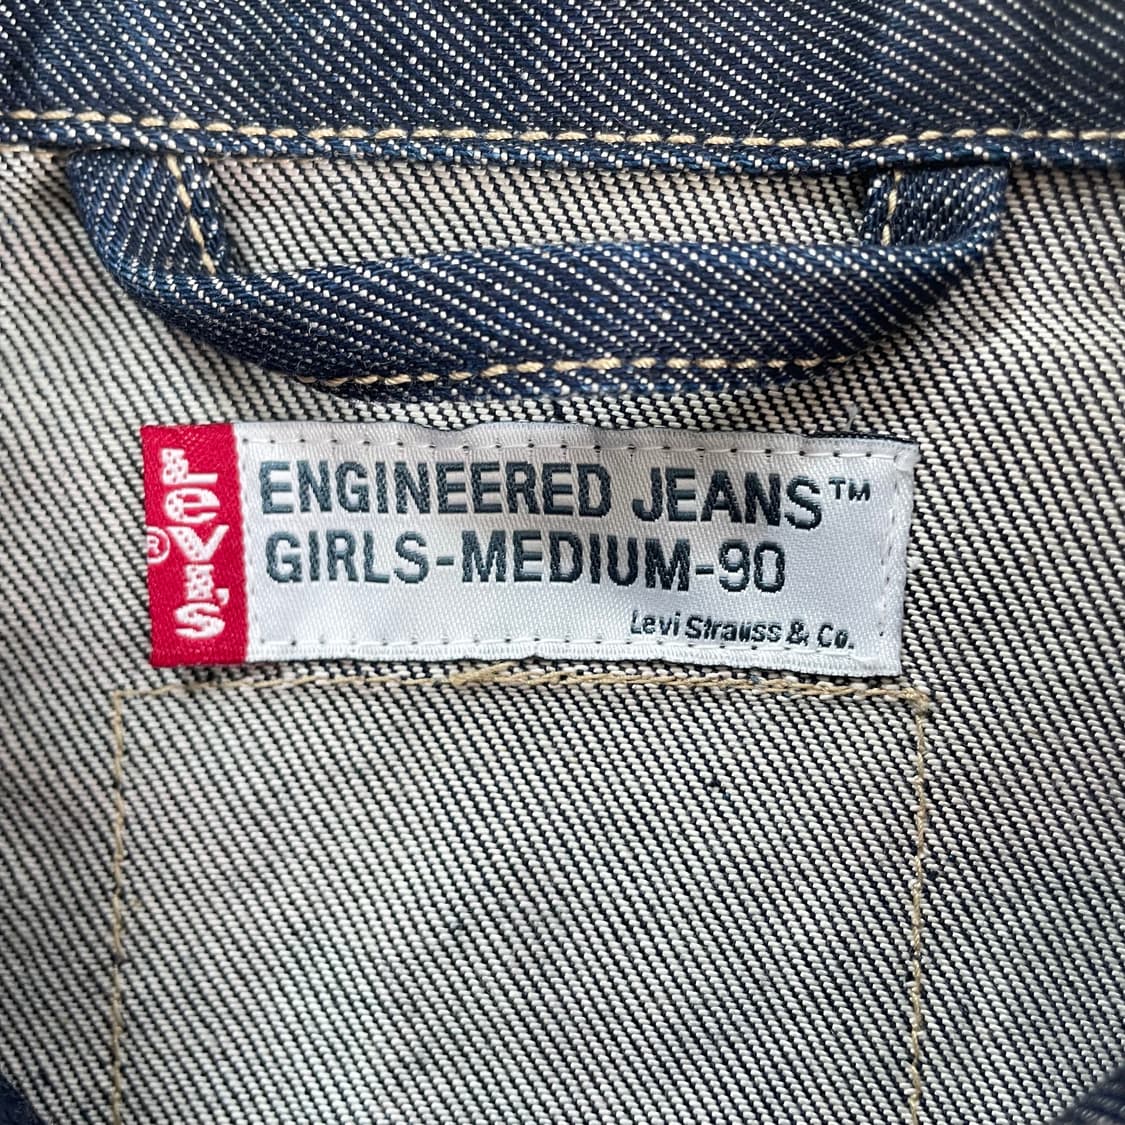 LEVI'S®
ENGINEERED JEANS™
GIRLS-MEDIUM-90
Levi Strauss & Co.